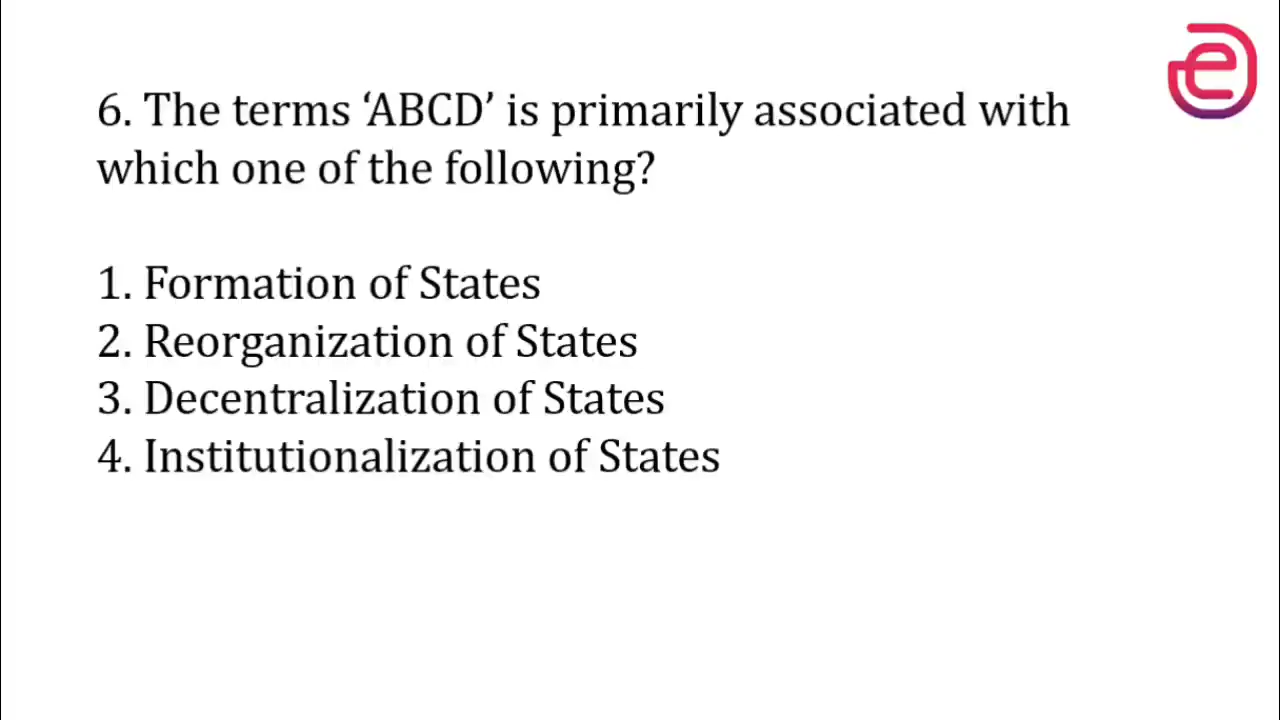 6. The terms ‘ABCD’ is primarily associated with
which one of the following?
1. Formation of States
2. Reorganization of States
3. Decentralization of States
4. Institutionalization of States